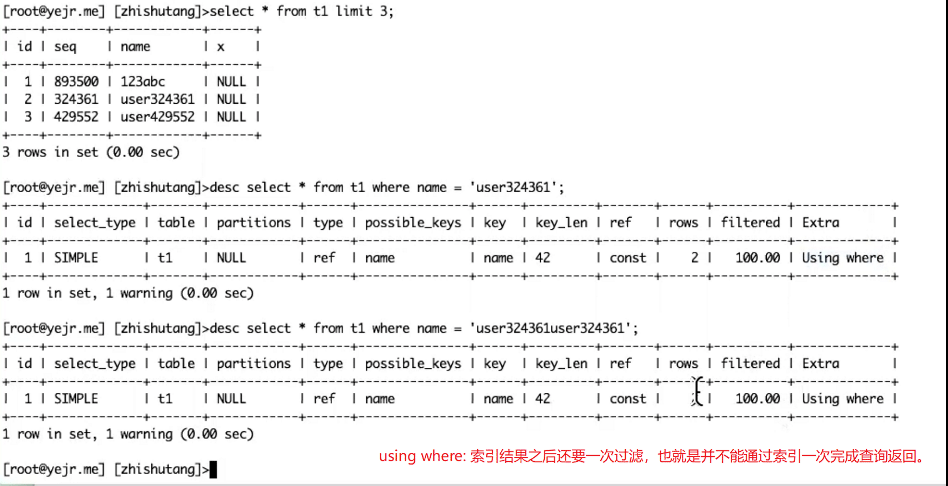 [root@yejr.me] [zhishutang]>select * from t1 limit 3;
+----+--------+------------+------+
| id | seq    | name       | x    |
+----+--------+------------+------+
|  1 | 893500 | 123abc     | NULL |
|  2 | 324361 | user324361 | NULL |
|  3 | 429552 | user429552 | NULL |
+----+--------+------------+------+
3 rows in set (0.00 sec)
[root@yejr.me] [zhishutang]>desc select * from t1 where name = 'user324361';
+----+-------------+-------+------------+------+---------------+------+---------+-------+------+----------+-------------+
| id | select_type | table | partitions | type | possible_keys | key  | key_len | ref   | rows | filtered | Extra       |
+----+-------------+-------+------------+------+---------------+------+---------+-------+------+----------+-------------+
|  1 | SIMPLE      | t1    | NULL       | ref  | name          | name | 42      | const |    2 |   100.00 | Using where |
+----+-------------+-------+------------+------+---------------+------+---------+-------+------+----------+-------------+
1 row in set, 1 warning (0.00 sec)
[root@yejr.me] [zhishutang]>desc select * from t1 where name = 'user324361user324361';
+----+-------------+-------+------------+------+---------------+------+---------+-------+------+----------+-------------+
| id | select_type | table | partitions | type | possible_keys | key  | key_len | ref   | rows | filtered | Extra       |
+----+-------------+-------+------------+------+---------------+------+---------+-------+------+----------+-------------+
|  1 | SIMPLE      | t1    | NULL       | ref  | name          | name | 42      | const |      |   100.00 | Using where |
+----+-------------+-------+------------+------+---------------+------+---------+-------+------+----------+-------------+
1 row in set, 1 warning (0.00 sec)
using where: 索引结果之后还要一次过滤，也就是并不能通过索引一次完成查询返回。
[root@yejr.me] [zhishutang]>